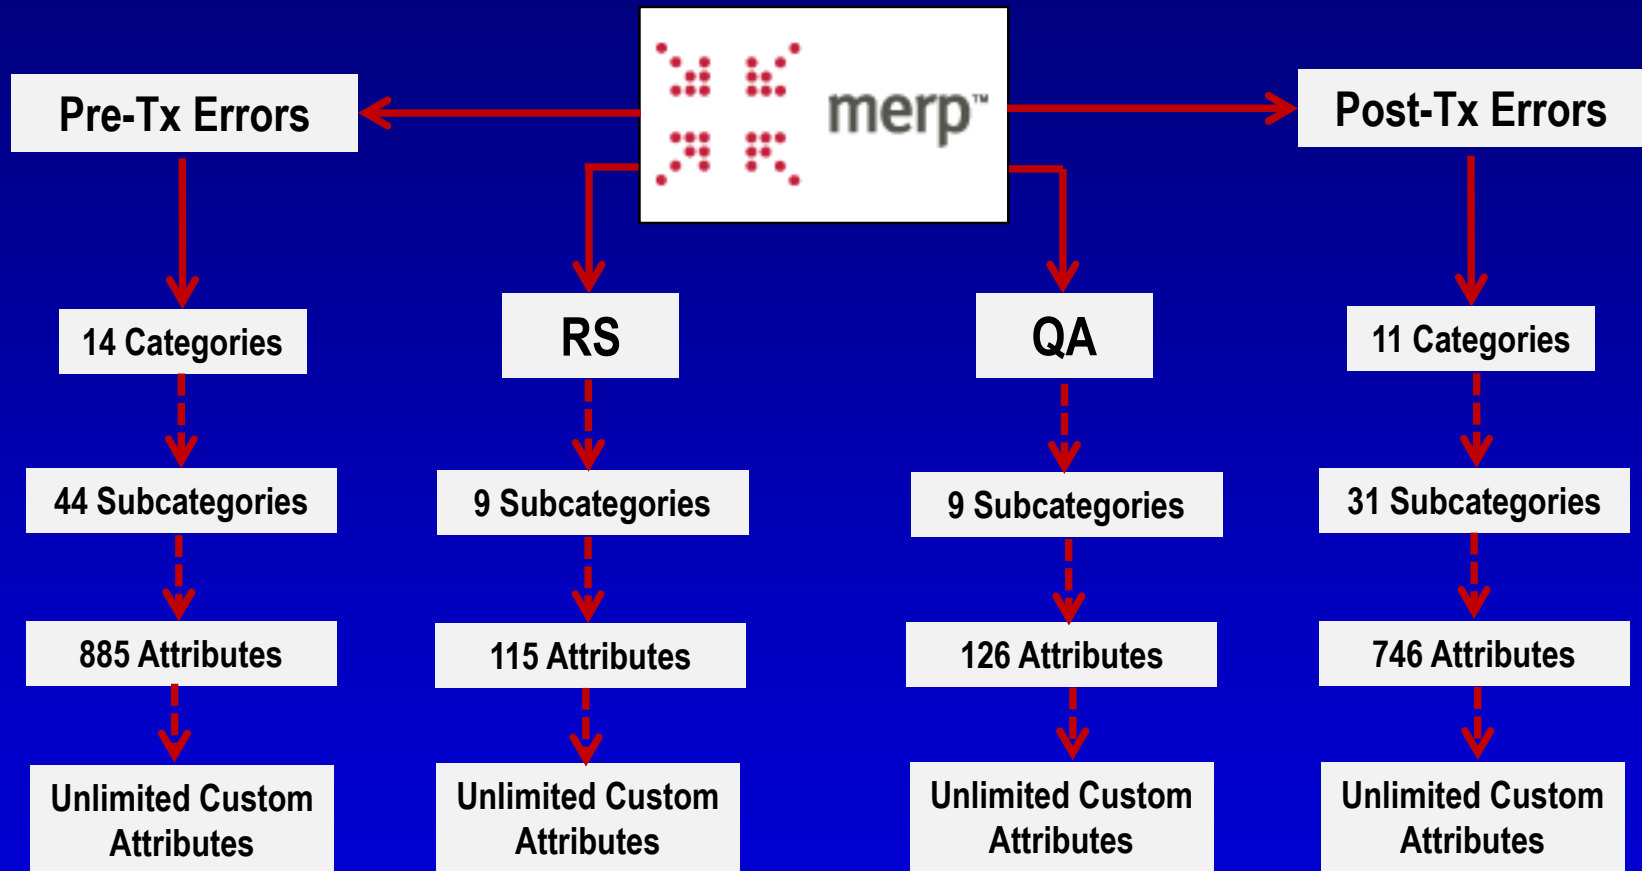 merp™
Pre-Tx Errors
Post-Tx Errors
14 Categories
RS
QA
11 Categories
44 Subcategories
9 Subcategories
9 Subcategories
31 Subcategories
885 Attributes
115 Attributes
126 Attributes
746 Attributes
Unlimited Custom
Attributes
Unlimited Custom
Attributes
Unlimited Custom
Attributes
Unlimited Custom
Attributes